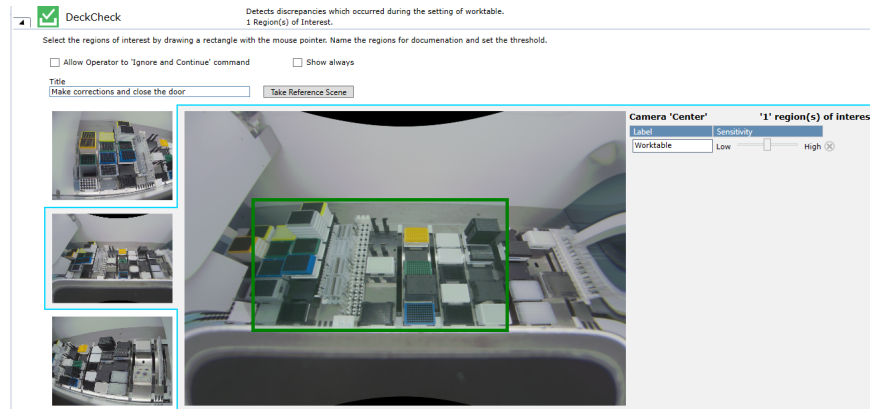 DeckCheck
Detects discrepancies which occurred during the setting of worktable.
1 Region(s) of Interest.
Select the regions of interest by drawing a rectangle with the mouse pointer. Name the regions for documenation and set the threshold.
Allow Operator to 'Ignore and Continue' command
Show always
Title
Make corrections and close the door
Take Reference Scene
Camera 'Center'
'1' region(s) of interes
Label
Sensitivity
Worktable
Low
High